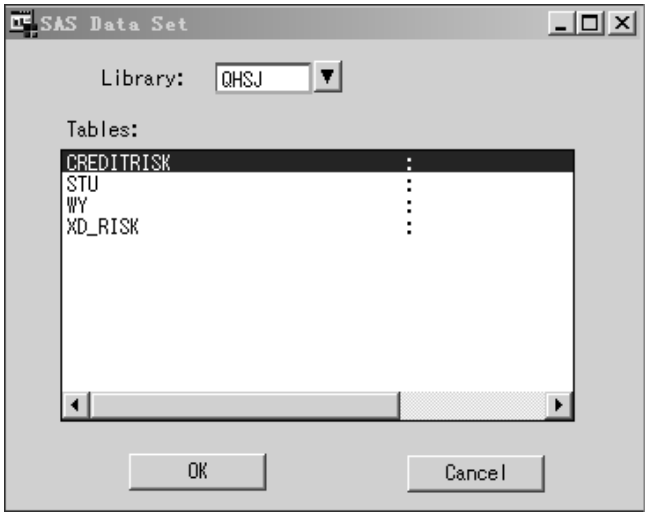 SAS Data Set
Library: QHSJ
Tables:
CREDITRISK :
STU :
WY :
XD_RISK :
OK Cancel